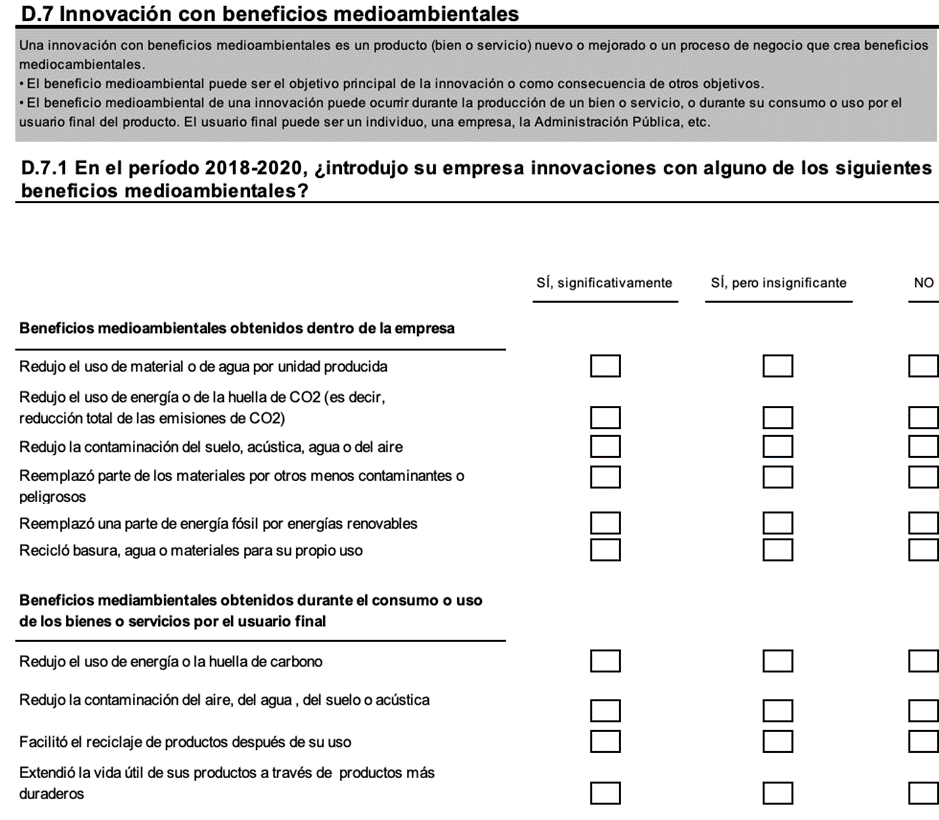 D.7 Innovación con beneficios medioambientales
Una innovación con beneficios medioambientales es un producto (bien o servicio) nuevo o mejorado o un proceso de negocio que crea beneficios
mediocambientales.
• El beneficio medioambiental puede ser el objetivo principal de la innovación o como consecuencia de otros objetivos.
• El beneficio medioambiental de una innovación puede ocurrir durante la producción de un bien o servicio, o durante su consumo o uso por el
usuario final del producto. El usuario final puede ser un individuo, una empresa, la Administración Pública, etc.
D.7.1 En el período 2018-2020, ¿introdujo su empresa innovaciones con alguno de los siguientes
beneficios medioambientales?
SÍ, significativamente SÍ, pero insignificante NO
Beneficios medioambientales obtenidos dentro de la empresa
Redujo el uso de material o de agua por unidad producida
Redujo el uso de energía o de la huella de CO2 (es decir,
reducción total de las emisiones de CO2)
Redujo la contaminación del suelo, acústica, agua o del aire
Reemplazó parte de los materiales por otros menos contaminantes o
peligrosos
Reemplazó una parte de energía fósil por energías renovables
Recicló basura, agua o materiales para su propio uso
Beneficios mediambientales obtenidos durante el consumo o uso
de los bienes o servicios por el usuario final
Redujo el uso de energía o la huella de carbono
Redujo la contaminación del aire, del agua , del suelo o acústica
Facilitó el reciclaje de productos después de su uso
Extendió la vida útil de sus productos a través de productos más
duraderos